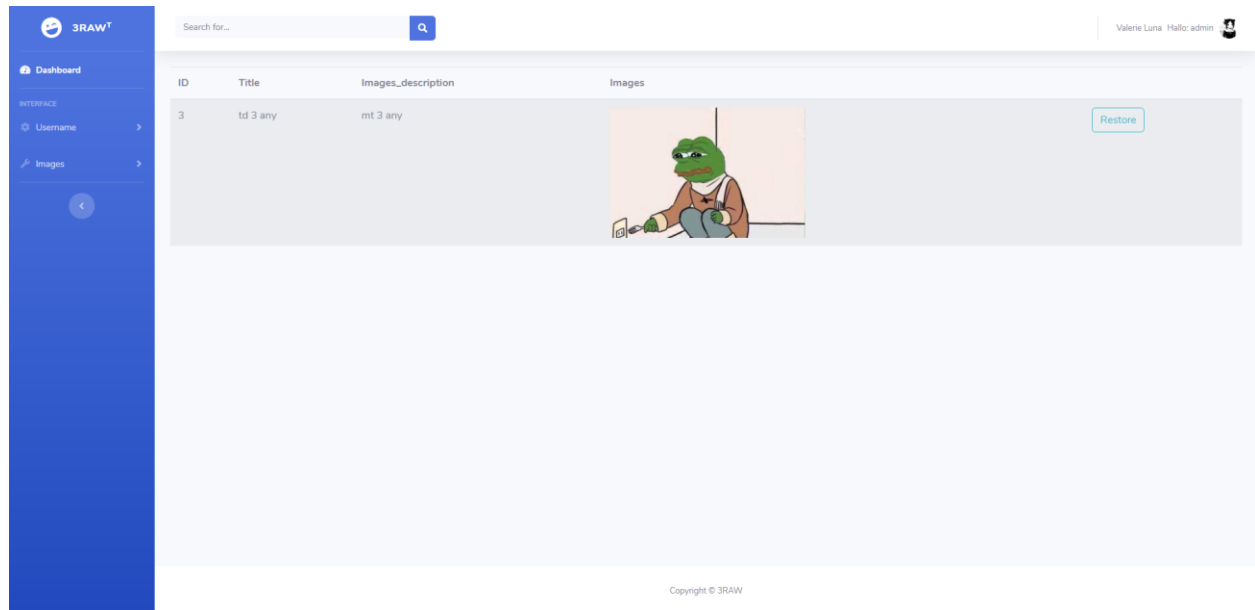 3RAWᵀ
Search for...
Valerie Luna Hallo: admin
Dashboard
INTERFACE
Username
Images
ID Title Images_description Images
3 td 3 any mt 3 any Restore
Copyright © 3RAW